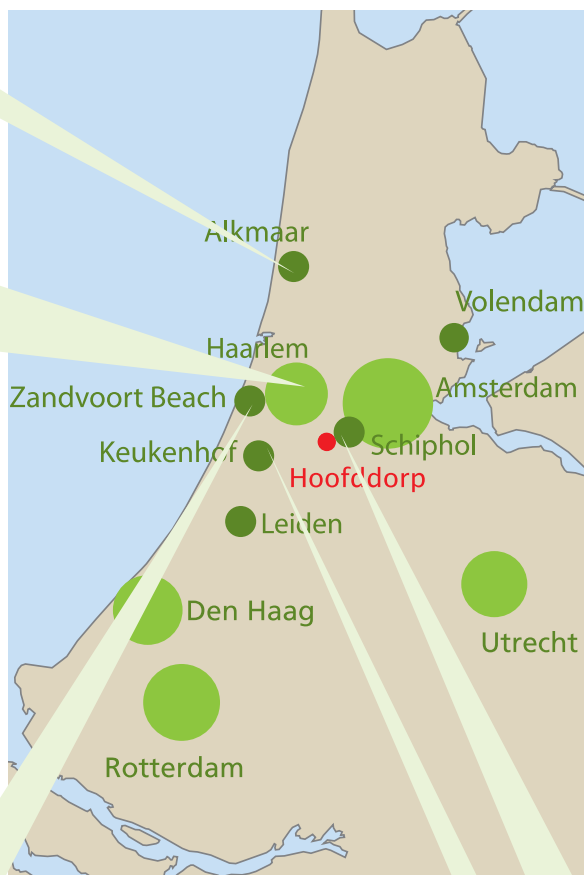 Alkmaar
Volendam
Haarlem
Amsterdam
Zandvoort Beach
Schiphol
Keukenhof
Hoofddorp
Leiden
Den Haag
Utrecht
Rotterdam